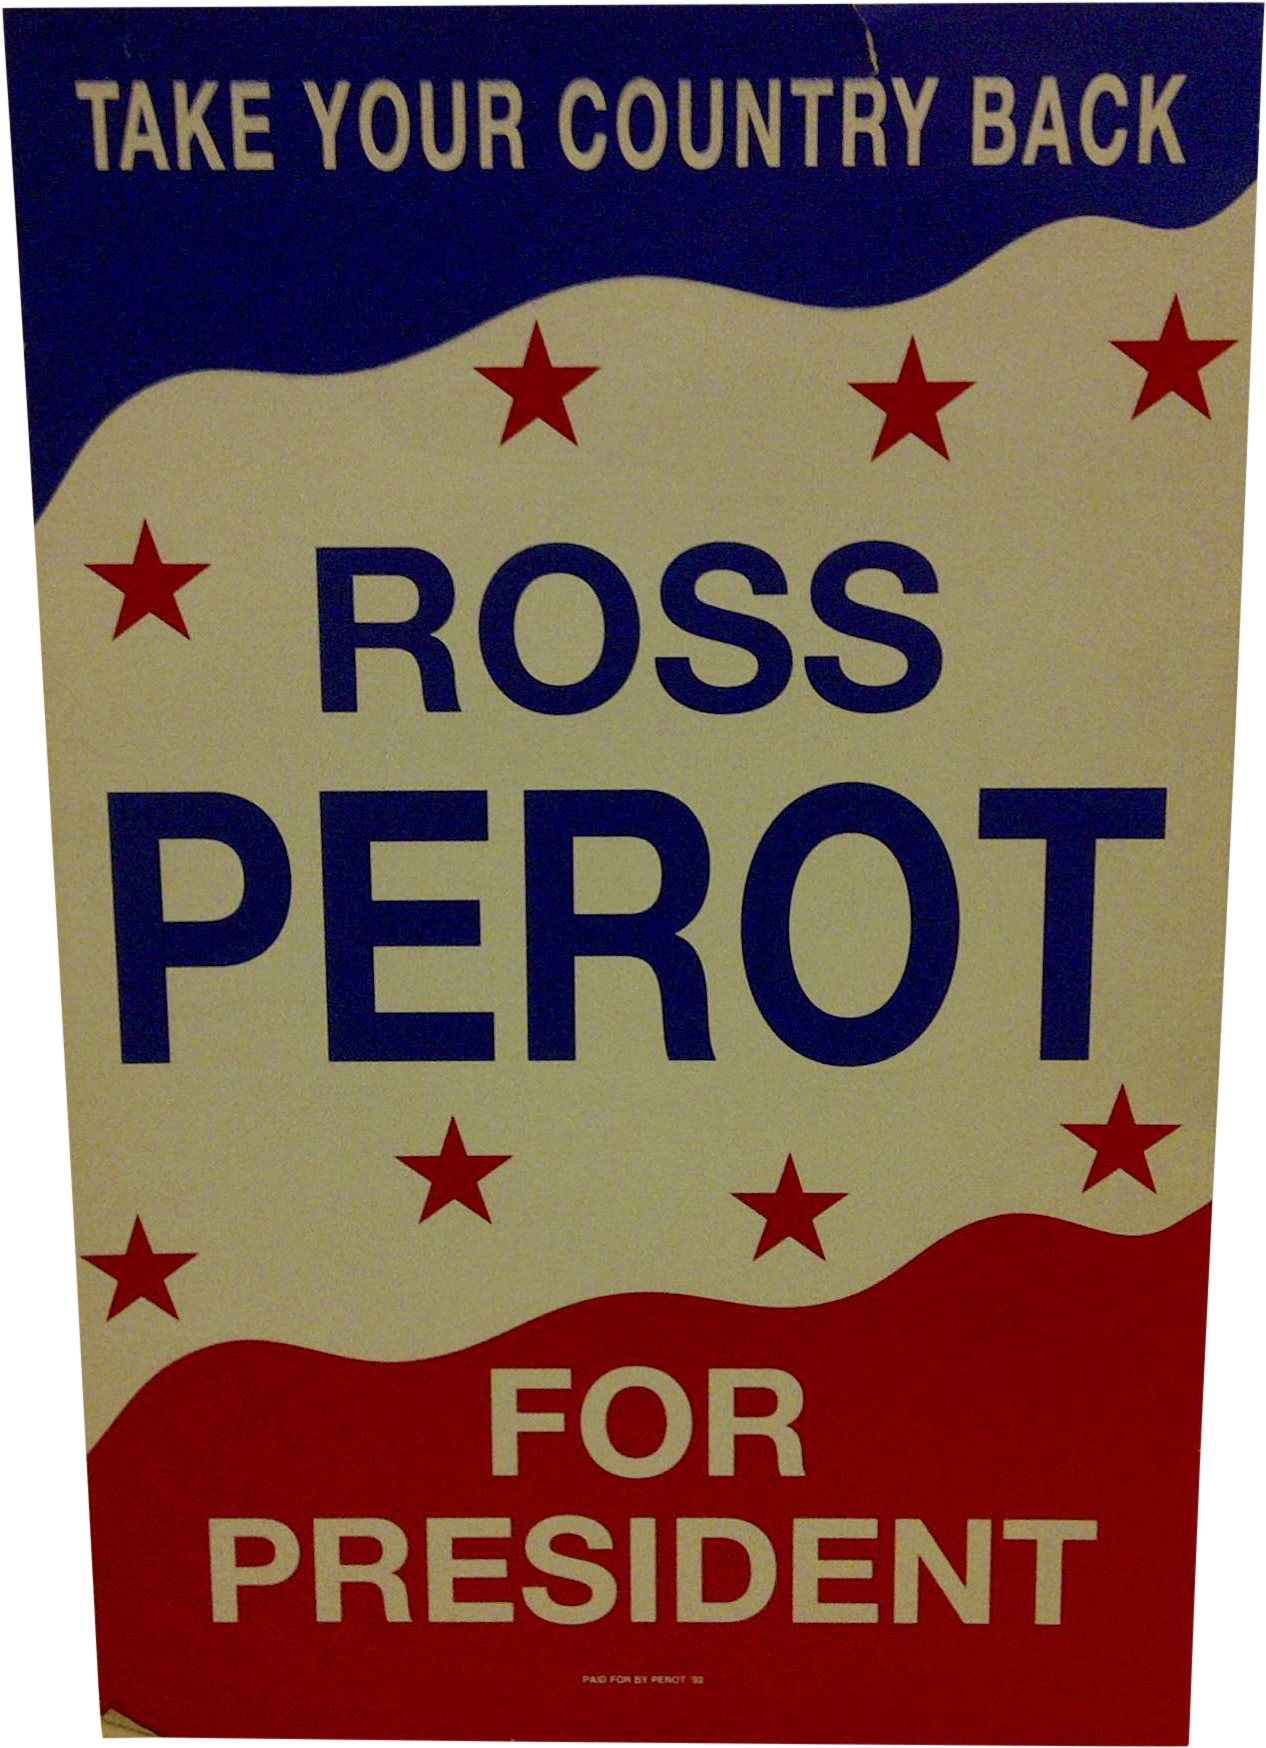 TAKE YOUR COUNTRY BACK
ROSS
PEROT
FOR
PRESIDENT
PAID FOR BY PEROT '92